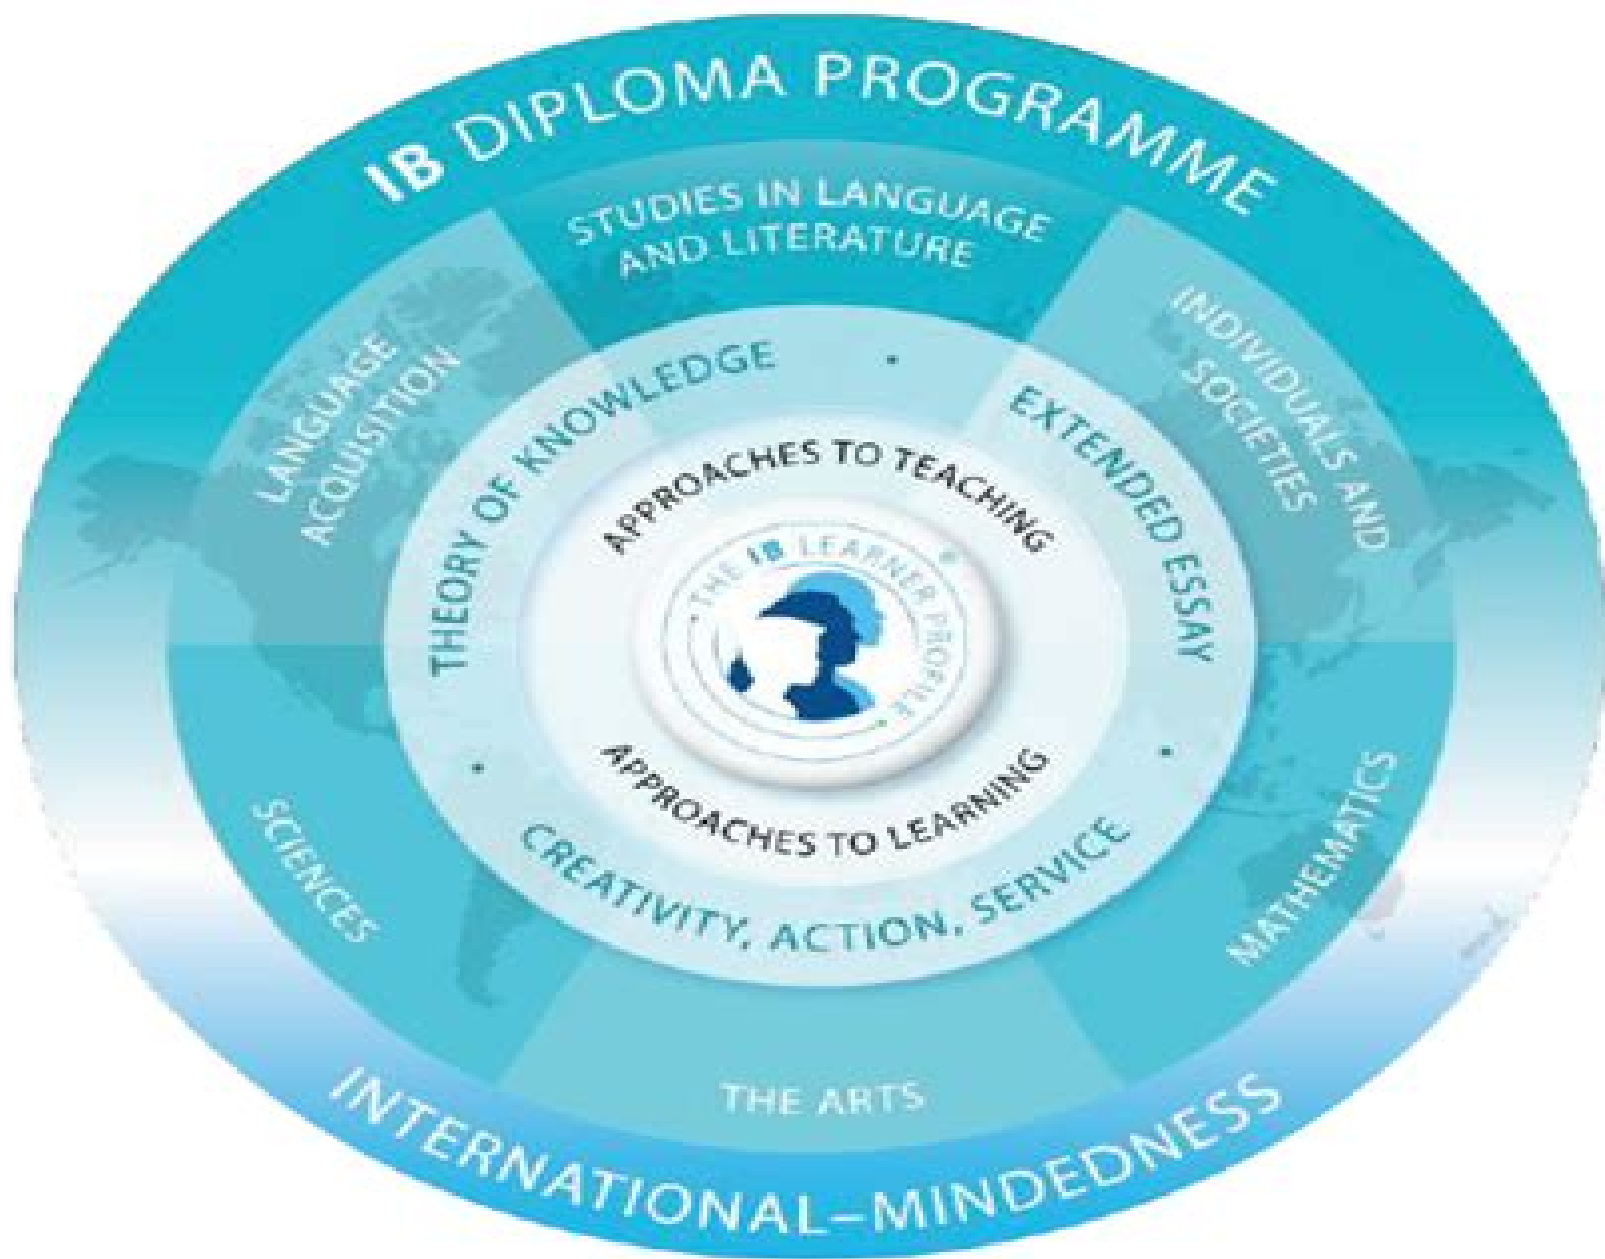 IB DIPLOMA PROGRAMME
STUDIES IN LANGUAGE
AND LITERATURE
LANGUAGE
ACQUISITION
INDIVIDUALS AND
SOCIETIES
THEORY OF KNOWLEDGE
EXTENDED ESSAY
APPROACHES TO TEACHING
THE IB LEARNER PROFILE
APPROACHES TO LEARNING
CREATIVITY, ACTION, SERVICE
SCIENCES
MATHEMATICS
THE ARTS
INTERNATIONAL–MINDEDNESS